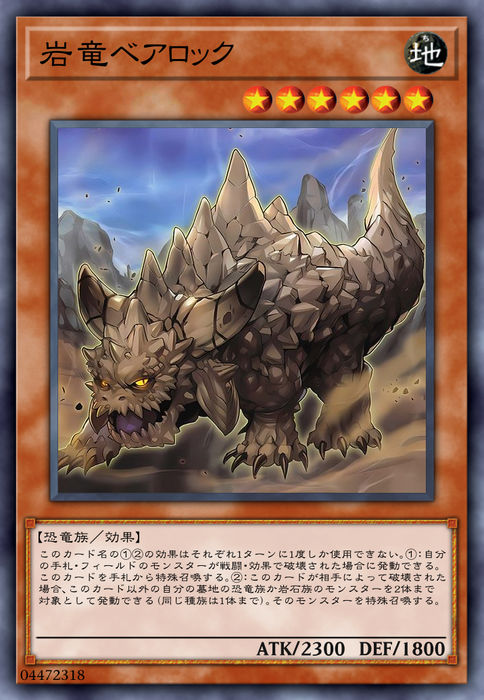 岩竜ベアロック
ち
地
【恐竜族／効果】
このカード名の①②の効果はそれぞれ1ターンに1度しか使用できない。①：自分
の手札・フィールドのモンスターが戦闘・効果で破壊された場合に発動できる。
このカードを手札から特殊召喚する。②：このカードが相手によって破壊された
場合、このカード以外の自分の墓地の恐竜族か岩石族のモンスターを2体まで
対象として発動できる（同じ種族は1体まで）。そのモンスターを特殊召喚する。
ATK/2300 DEF/1800
04472318